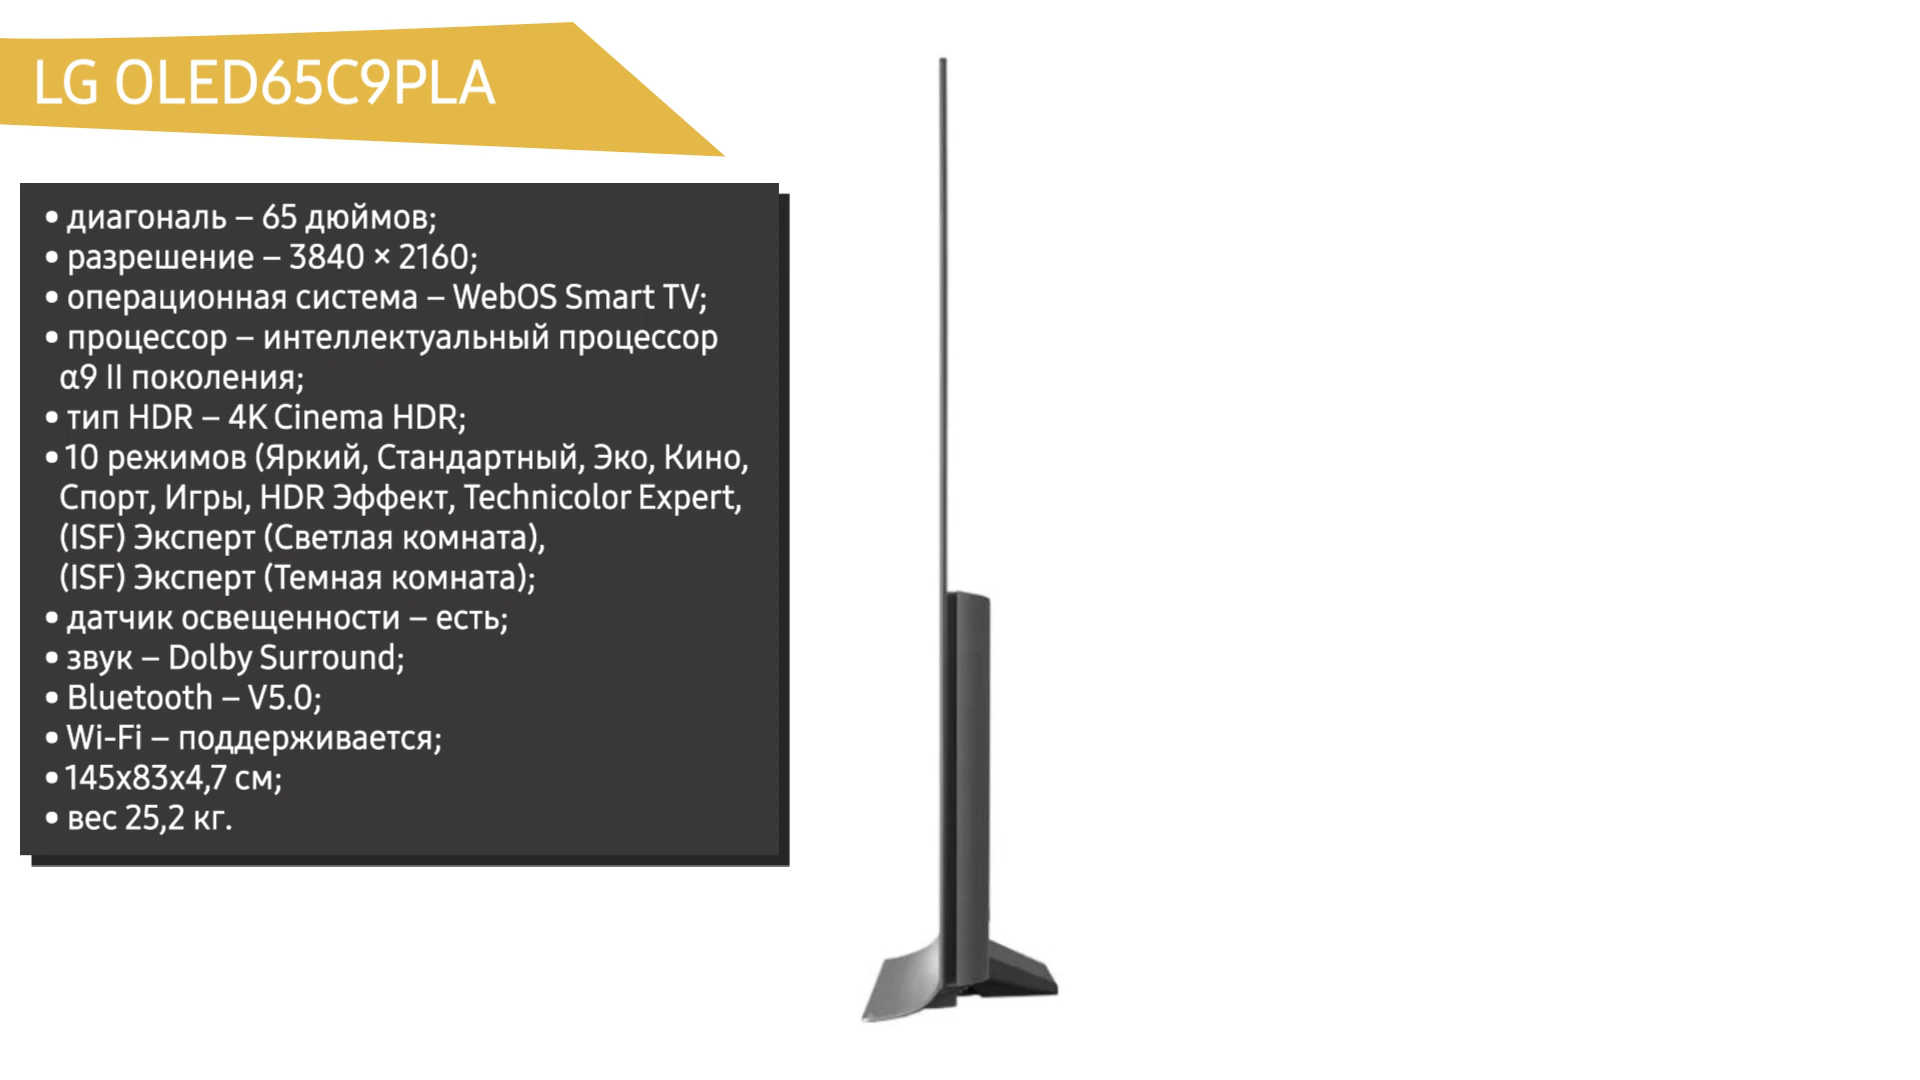 LG OLED65C9PLA
• диагональ – 65 дюймов;
• разрешение – 3840 × 2160;
• операционная система – WebOS Smart TV;
• процессор – интеллектуальный процессор
α9 II поколения;
• тип HDR – 4K Cinema HDR;
• 10 режимов (Яркий, Стандартный, Эко, Кино,
Спорт, Игры, HDR Эффект, Technicolor Expert,
(ISF) Эксперт (Светлая комната),
(ISF) Эксперт (Темная комната);
• датчик освещенности – есть;
• звук – Dolby Surround;
• Bluetooth – V5.0;
• Wi-Fi – поддерживается;
• 145x83x4,7 см;
• вес 25,2 кг.